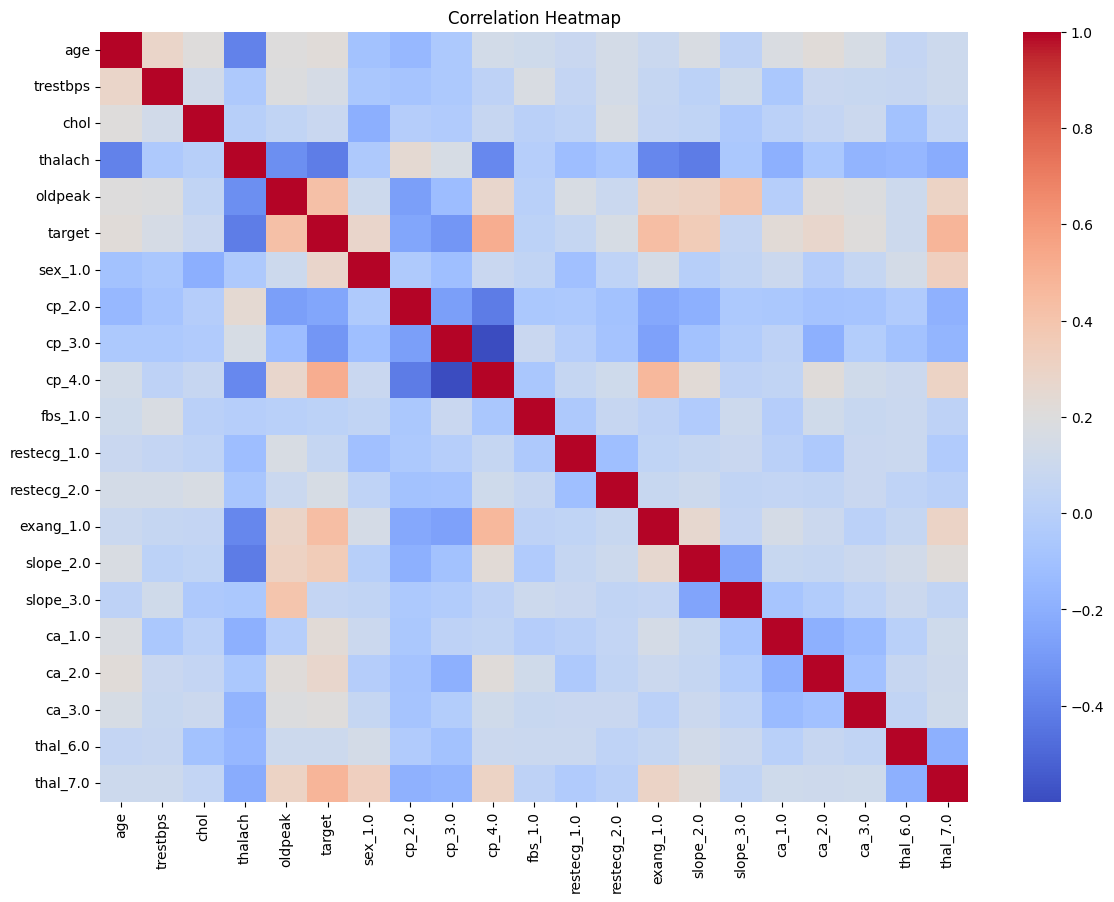 Correlation Heatmap
age
trestbps
chol
thalach
oldpeak
target
sex_1.0
cp_2.0
cp_3.0
cp_4.0
fbs_1.0
restecg_1.0
restecg_2.0
exang_1.0
slope_2.0
slope_3.0
ca_1.0
ca_2.0
ca_3.0
thal_6.0
thal_7.0
age
trestbps
chol
thalach
oldpeak
target
sex_1.0
cp_2.0
cp_3.0
cp_4.0
fbs_1.0
restecg_1.0
restecg_2.0
exang_1.0
slope_2.0
slope_3.0
ca_1.0
ca_2.0
ca_3.0
thal_6.0
thal_7.0
1.0
0.8
0.6
0.4
0.2
0.0
−0.2
−0.4